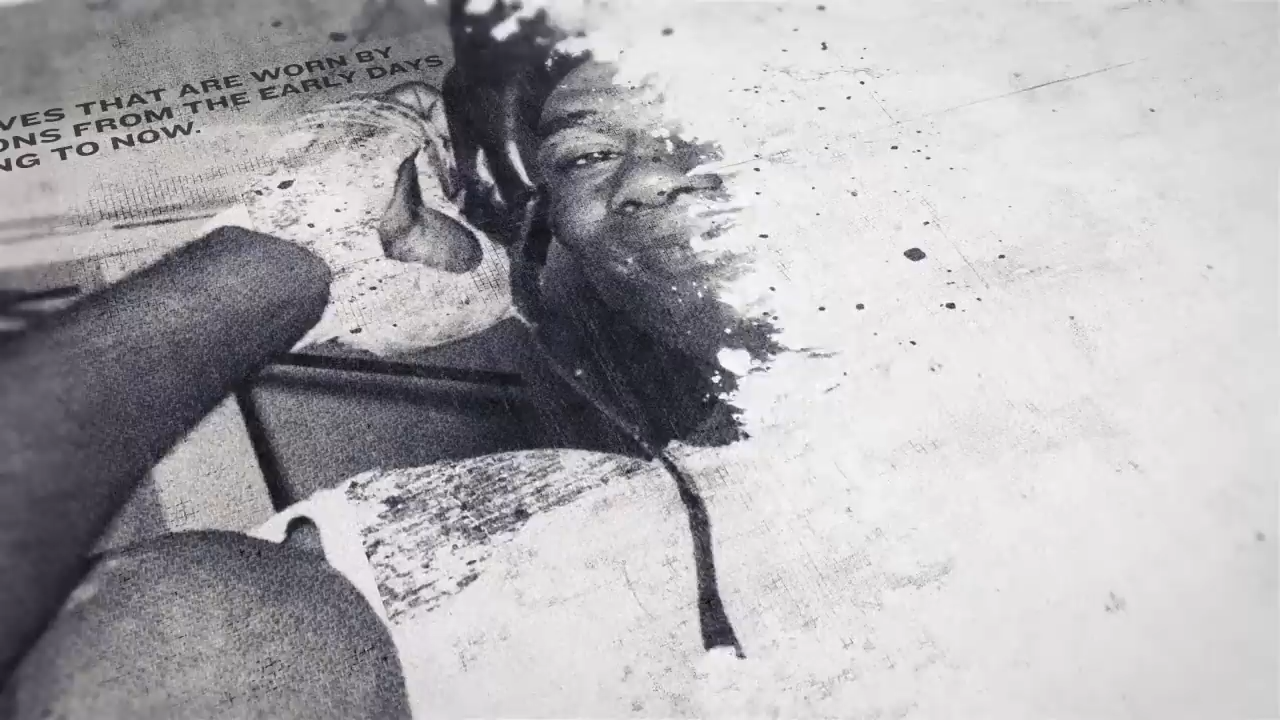 VES THAT ARE WORN BY
ONS FROM THE EARLY DAYS
NG TO NOW.